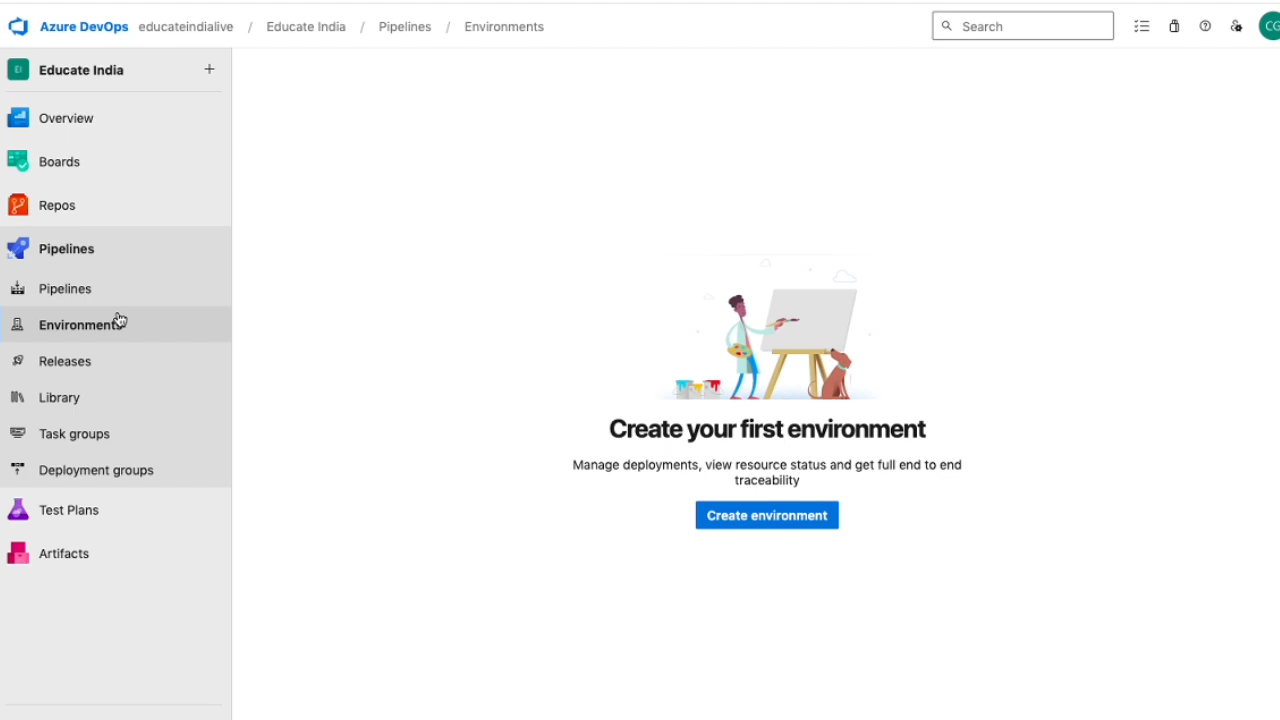 Azure DevOps educateindialive / Educate India / Pipelines / Environments
Search
CG
EI Educate India +
Overview
Boards
Repos
Pipelines
Pipelines
Environments
Releases
Library
Task groups
Deployment groups
Test Plans
Artifacts
Create your first environment
Manage deployments, view resource status and get full end to end
traceability
Create environment